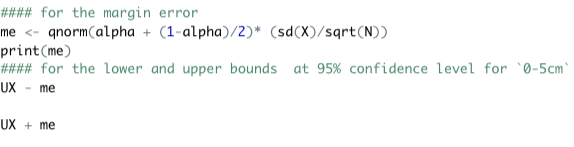 #### for the margin error
me <- qnorm(alpha + (1-alpha)/2)* (sd(X)/sqrt(N))
print(me)
#### for the lower and upper bounds  at 95% confidence level for `0-5cm`
UX - me
UX + me